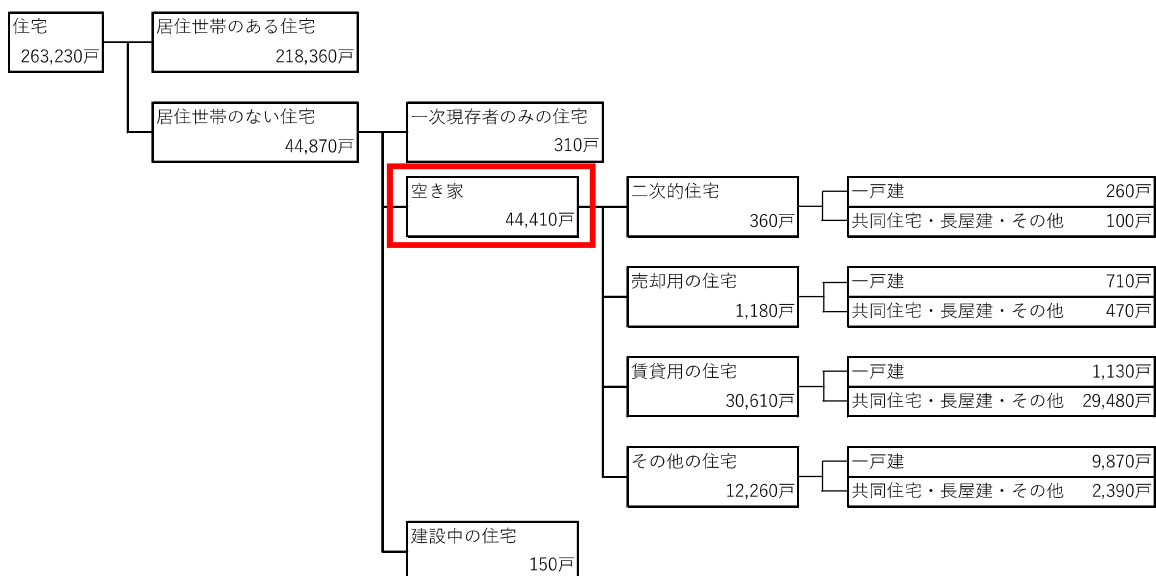 住宅
263,230戸
居住世帯のある住宅
218,360戸
居住世帯のない住宅
44,870戸
一次現存者のみの住宅
310戸
空き家
44,410戸
二次的住宅
360戸
一戸建 260戸
共同住宅・長屋建・その他 100戸
売却用の住宅
1,180戸
一戸建 710戸
共同住宅・長屋建・その他 470戸
賃貸用の住宅
30,610戸
一戸建 1,130戸
共同住宅・長屋建・その他 29,480戸
その他の住宅
12,260戸
一戸建 9,870戸
共同住宅・長屋建・その他 2,390戸
建設中の住宅
150戸